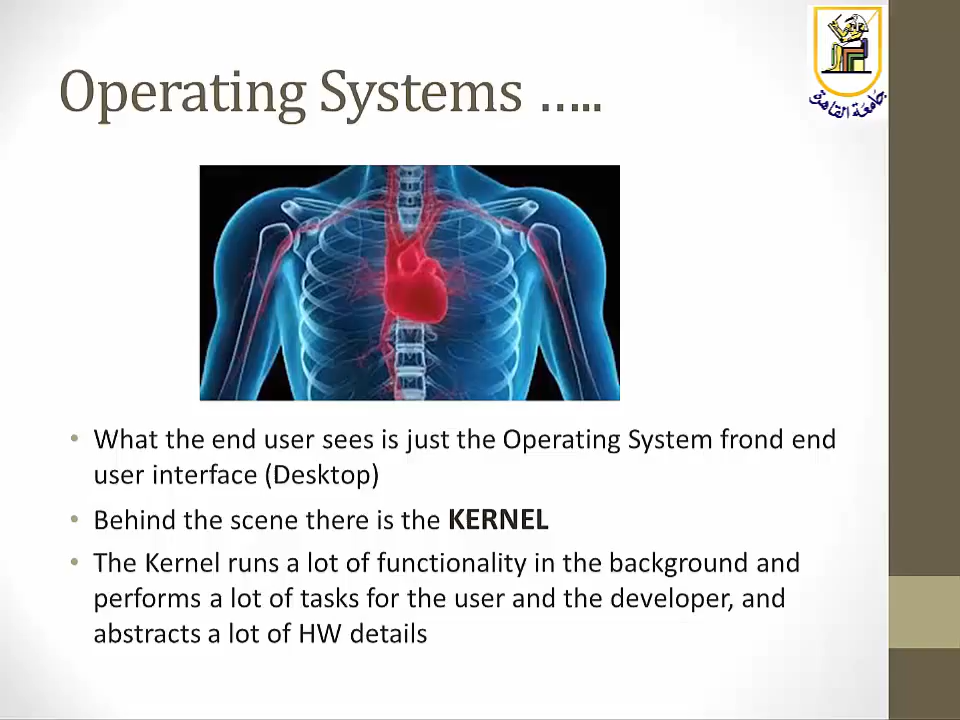 Operating Systems .....
جامعة القاهرة
• What the end user sees is just the Operating System frond end
user interface (Desktop)
• Behind the scene there is the KERNEL
• The Kernel runs a lot of functionality in the background and
performs a lot of tasks for the user and the developer, and
abstracts a lot of HW details